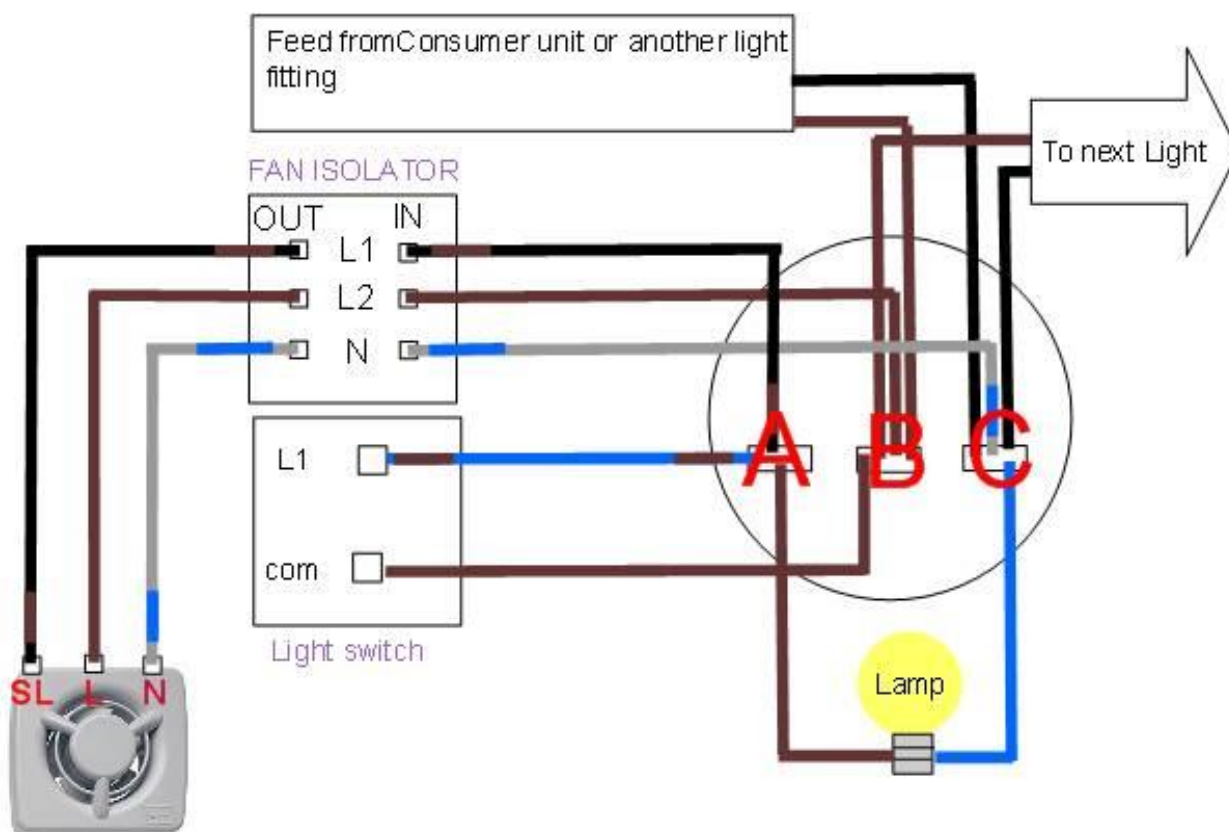 Feed fromConsumer unit or another light
fitting
To next Light
FAN ISOLATOR
OUT IN
L1
L2
N
A B C
L1
com
Light switch
Lamp
SL L N